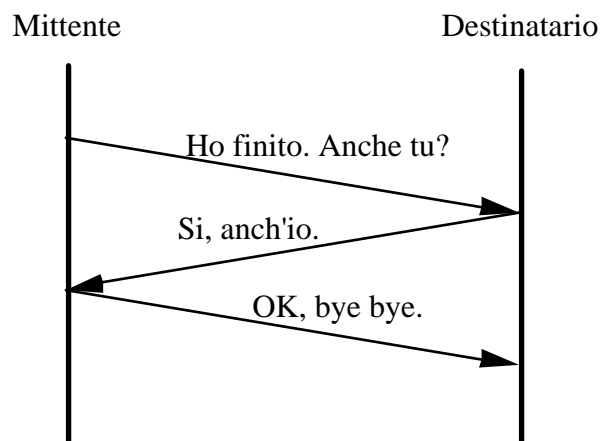 Mittente
Destinatario
Ho finito. Anche tu?
Si, anch'io.
OK, bye bye.